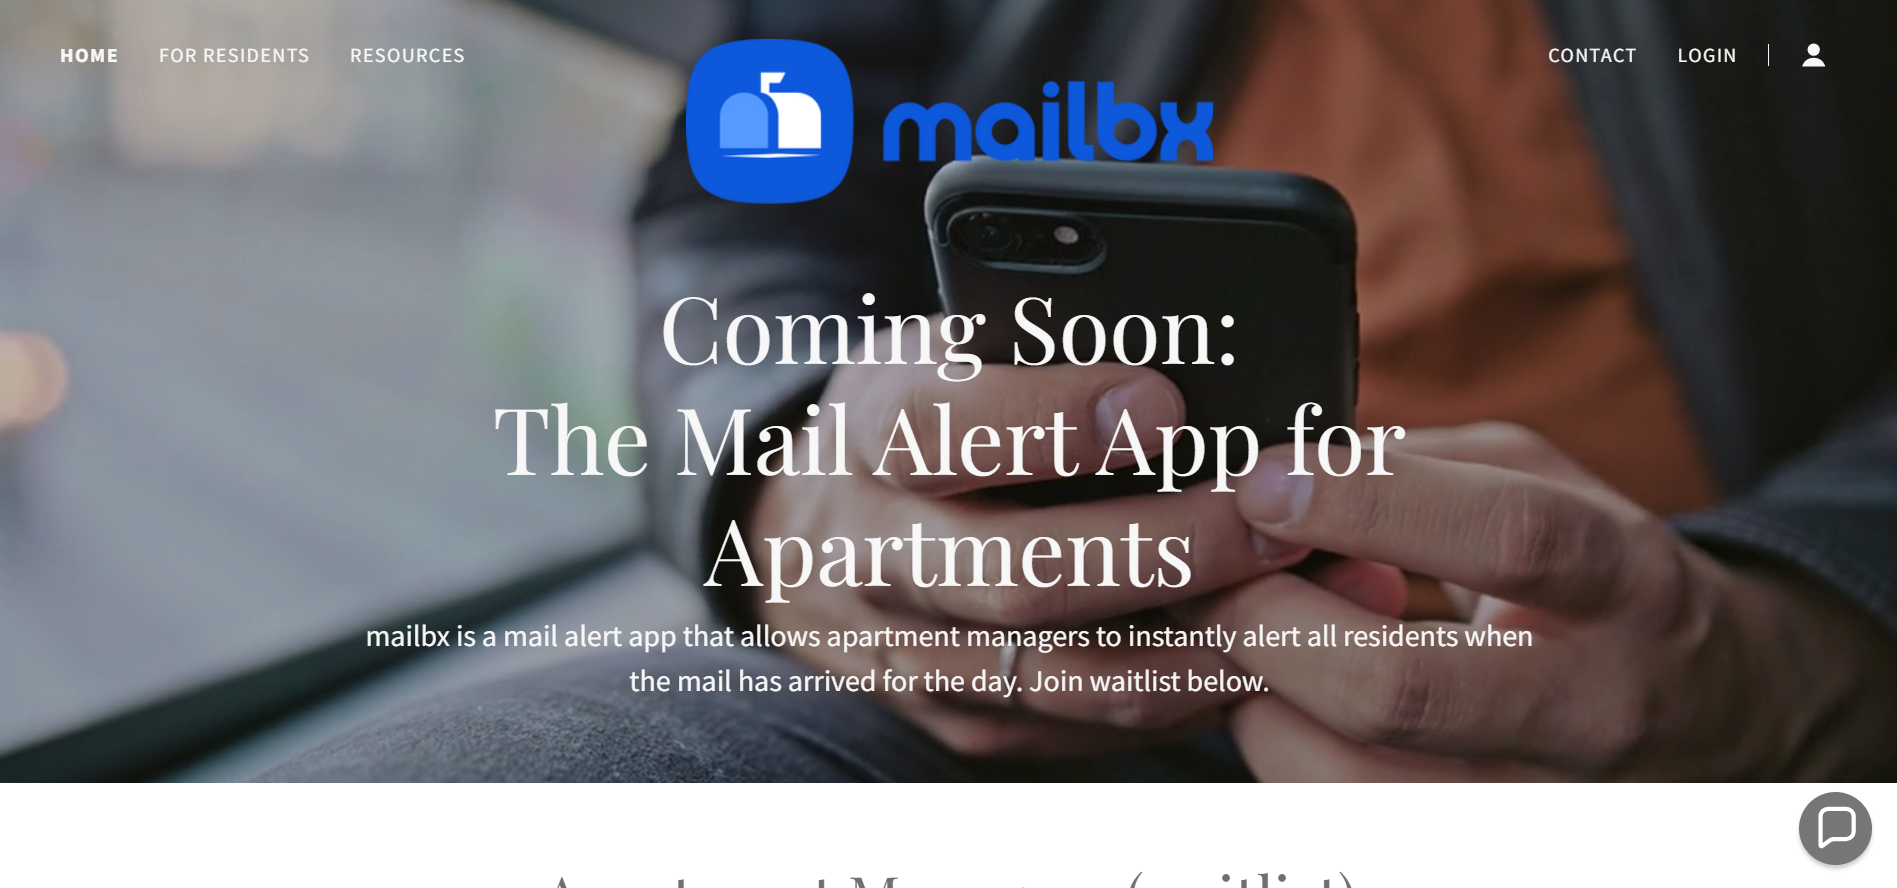 HOME
FOR RESIDENTS
RESOURCES
mailbx
CONTACT
LOGIN
Coming Soon:
The Mail Alert App for
Apartments
mailbx is a mail alert app that allows apartment managers to instantly alert all residents when
the mail has arrived for the day. Join waitlist below.